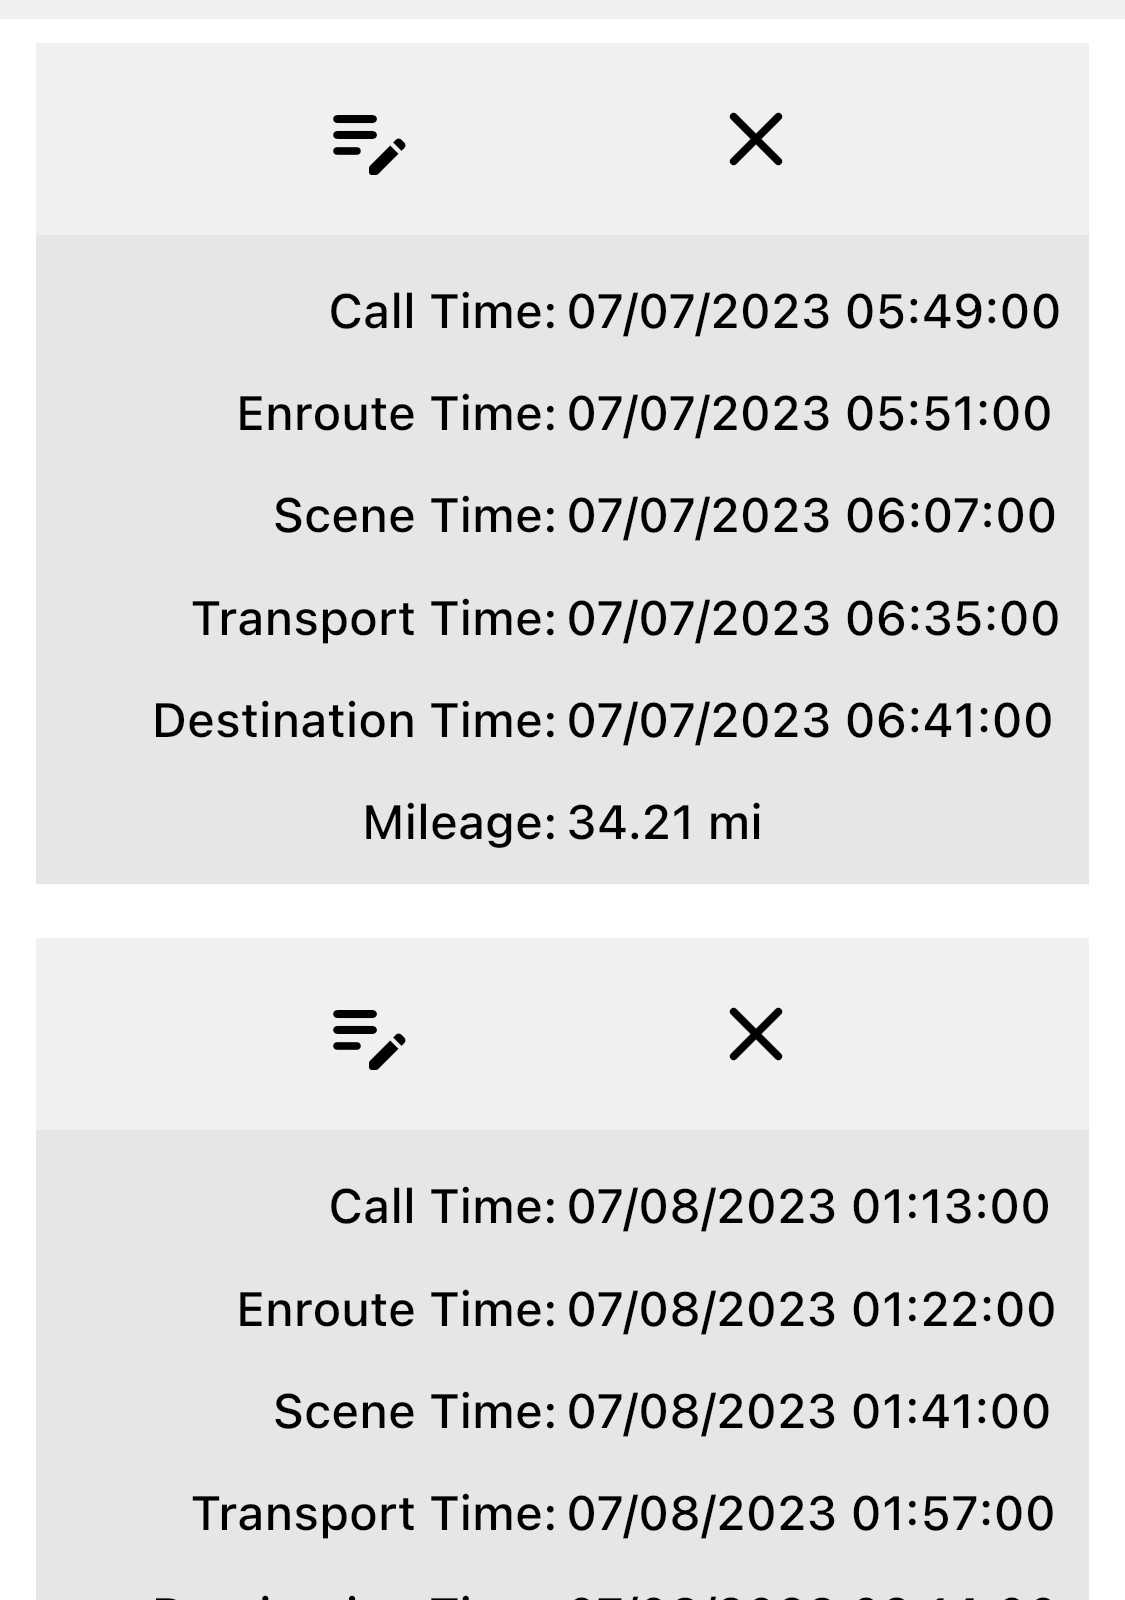 Call Time: 07/07/2023 05:49:00
Enroute Time: 07/07/2023 05:51:00
Scene Time: 07/07/2023 06:07:00
Transport Time: 07/07/2023 06:35:00
Destination Time: 07/07/2023 06:41:00
Mileage: 34.21 mi
Call Time: 07/08/2023 01:13:00
Enroute Time: 07/08/2023 01:22:00
Scene Time: 07/08/2023 01:41:00
Transport Time: 07/08/2023 01:57:00